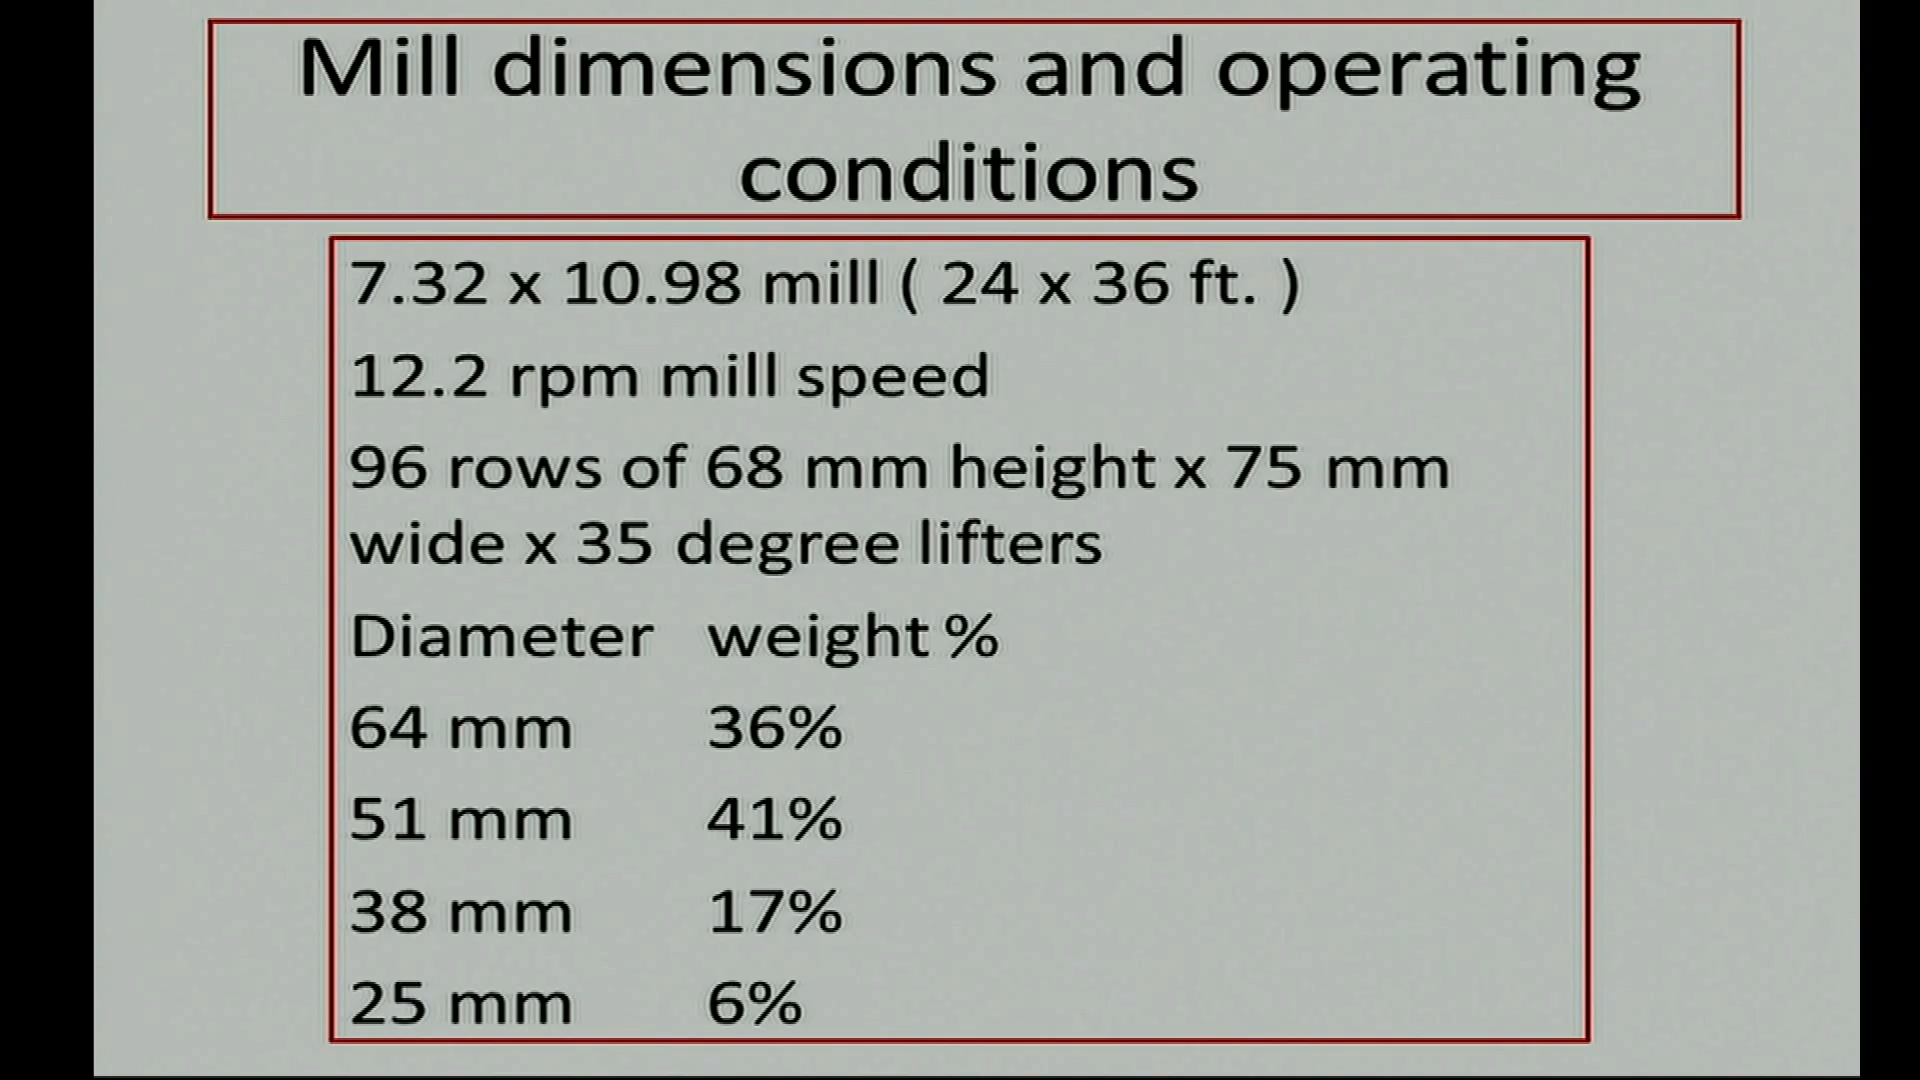 Mill dimensions and operating
conditions
7.32 x 10.98 mill ( 24 x 36 ft. )
12.2 rpm mill speed
96 rows of 68 mm height x 75 mm
wide x 35 degree lifters
Diameter weight %
64 mm 36%
51 mm 41%
38 mm 17%
25 mm 6%